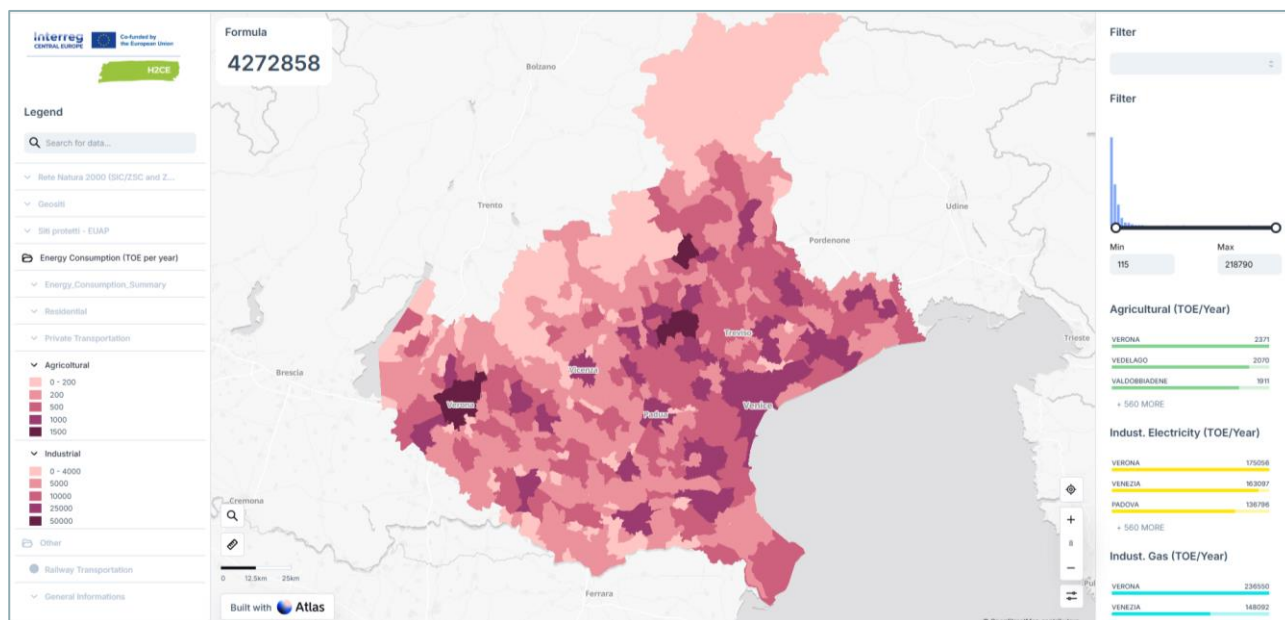 Interreg
CENTRAL EUROPE
Co-funded by
the European Union
H2CE
Legend
Search for data...
Rete Natura 2000 (SIC/ZSC and Z...
Geositi
Siti protetti - EUAP
Energy Consumption (TOE per year)
Energy_Consumption_Summary
Residential
Private Transportation
Agricoltural
0 - 200
200
500
1000
1500
Industrial
0 - 4000
5000
10000
25000
50000
Other
Railway Transportation
General Informations
Formula
4272858
Bolzano
Trento
Udine
Pordenone
Treviso
Trieste
Brescia
Vicenza
Verona
Padua
Venice
...Cremona
Ferrara
0 12.5km 25km
Built with Atlas
+
8
−
Filter
Filter
Min Max
115 218790
Agricultural (TOE/Year)
VERONA 2371
VEDELAGO 2070
VALDOBBIADENE 1911
+ 560 MORE
Indust. Electricity (TOE/Year)
VERONA 175056
VENEZIA 163097
PADOVA 136796
+ 560 MORE
Indust. Gas (TOE/Year)
VERONA 236550
VENEZIA 148092